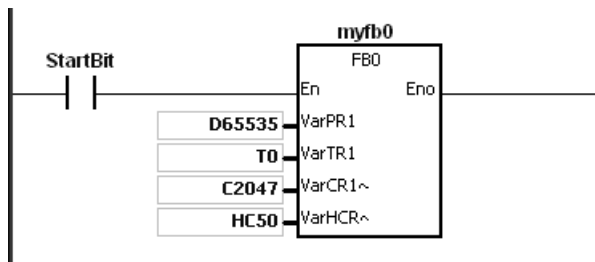 myfb0
StartBit
FB0
En Eno
D65535 VarPR1
T0 VarTR1
C2047 VarCR1~
HC50 VarHCR~